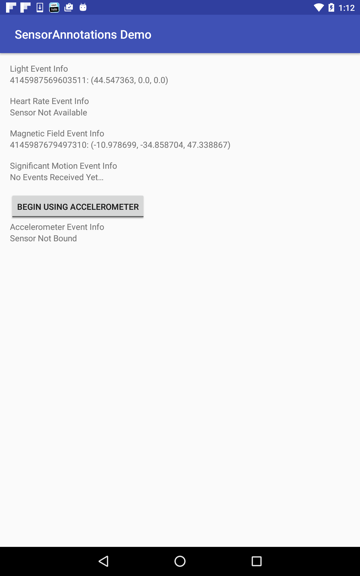 1:12
SensorAnnotations Demo
Light Event Info
4145987569603511: (44.547363, 0.0, 0.0)
Heart Rate Event Info
Sensor Not Available
Magnetic Field Event Info
4145987679497310: (-10.978699, -34.858704, 47.338867)
Significant Motion Event Info
No Events Received Yet...
BEGIN USING ACCELEROMETER
Accelerometer Event Info
Sensor Not Bound